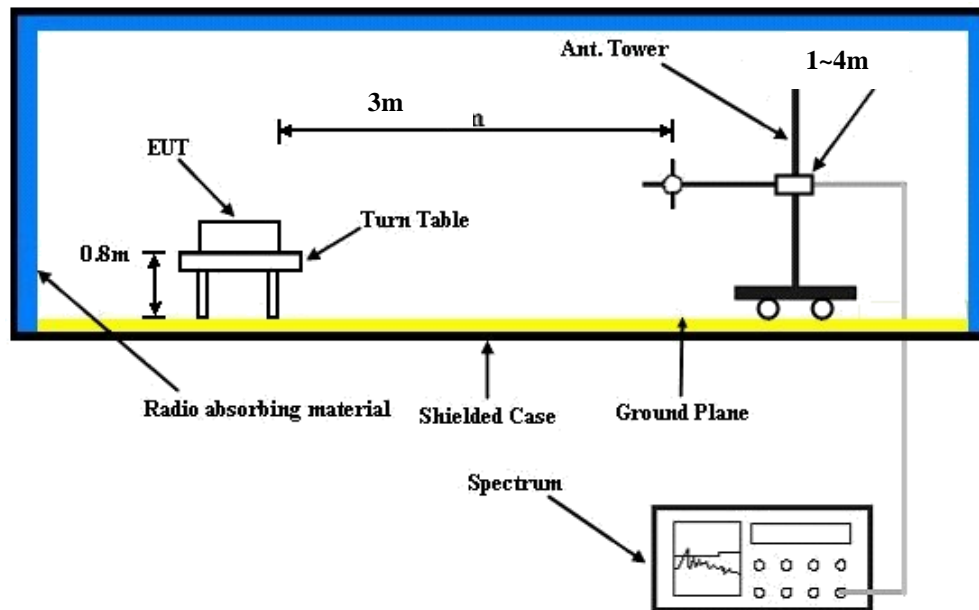 Ant. Tower
1~4m
3m
n
EUT
Turn Table
0.8m
Radio absorbing material
Shielded Case
Ground Plane
Spectrum